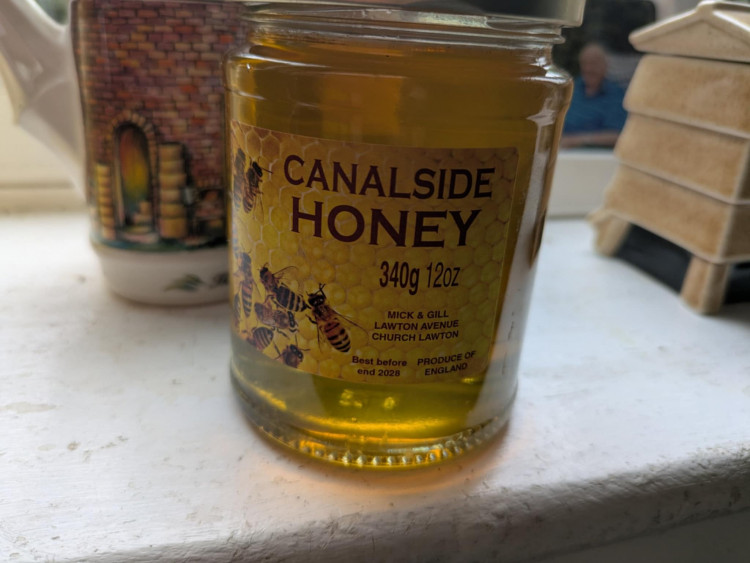 CANALSIDE
HONEY
340g 12oz
MICK & GILL
LAWTON AVENUE
CHURCH LAWTON
Best before
end 2028
PRODUCE OF
ENGLAND